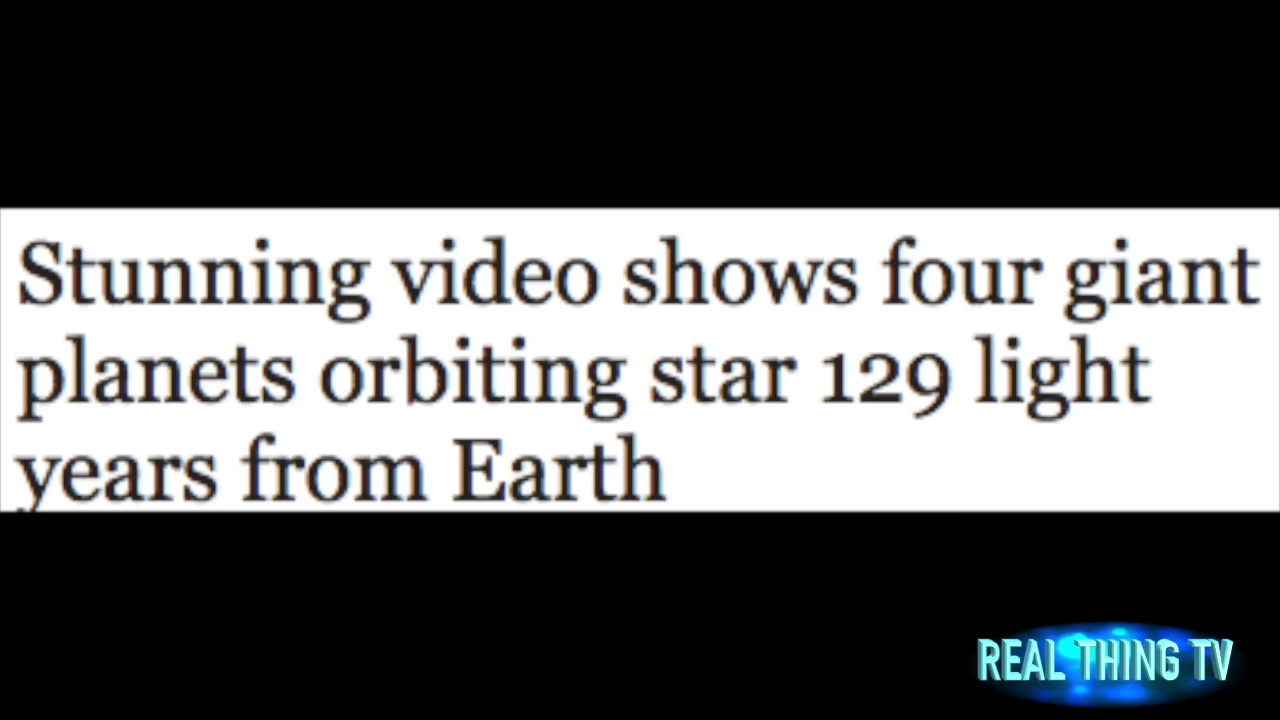 Stunning video shows four giant
planets orbiting star 129 light
years from Earth
REAL THING TV